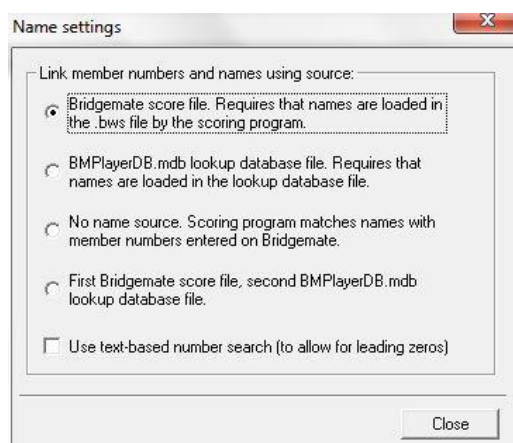 Name settings
Link member numbers and names using source:
Bridgemate score file. Requires that names are loaded in
the .bws file by the scoring program.
BMPlayerDB.mdb lookup database file. Requires that
names are loaded in the lookup database file.
No name source. Scoring program matches names with
member numbers entered on Bridgemate.
First Bridgemate score file, second BMPlayerDB.mdb
lookup database file.
Use text-based number search (to allow for leading zeros)
Close